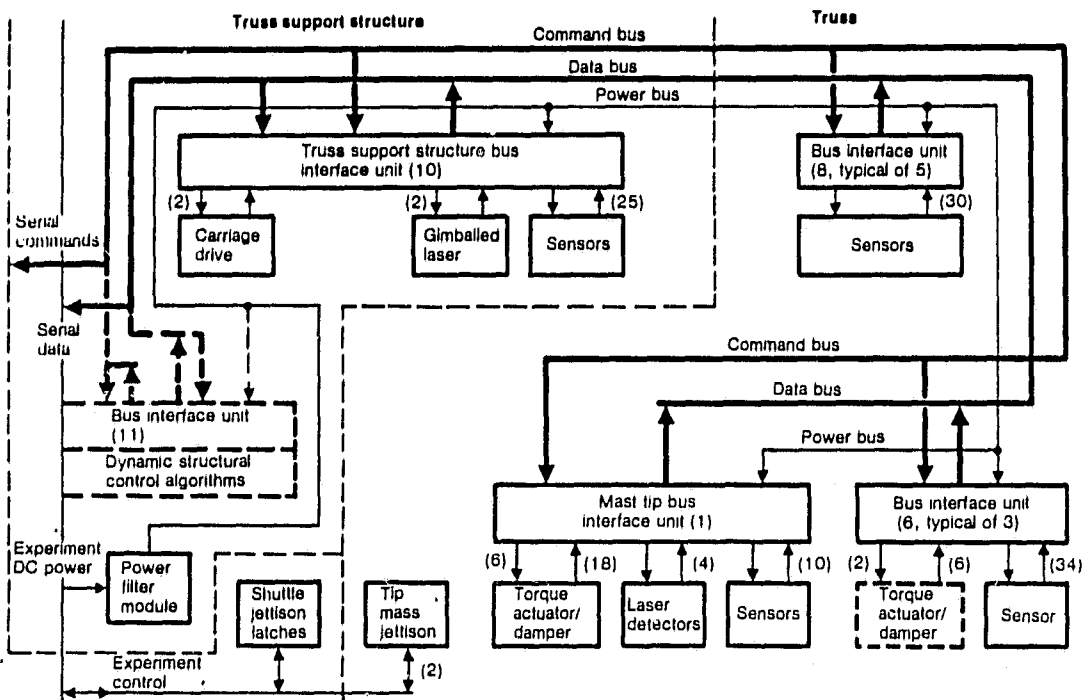 Truss support structure
Truss
Command bus
Data bus
Power bus
Truss support structure bus
interface unit (10)
Bus interface unit
(8, typical of 5)
(2)
(2)
(25)
(30)
Carriage
drive
Gimballed
laser
Sensors
Sensors
Serial
commands
Serial
data
Command bus
Data bus
Power bus
Bus interface unit
(11)
Dynamic structural
control algorithms
Mast tip bus
interface unit (1)
Bus interface unit
(6, typical of 3)
(6)
(18)
(4)
(10)
(2)
(6)
(34)
Experiment
DC power
Power
filter
module
Shuttle
jettison
latches
Tip
mass
jettison
Torque
actuator/
damper
Laser
detectors
Sensors
Torque
actuator/
damper
Sensor
Experiment
control
(2)